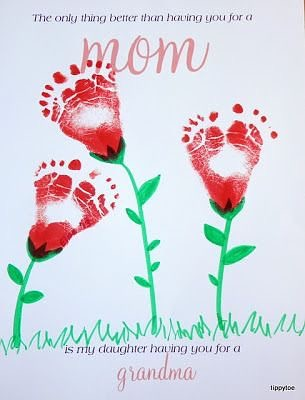 The only thing better than having you for a
mom
is my daughter having you for a
grandma
tippytoe